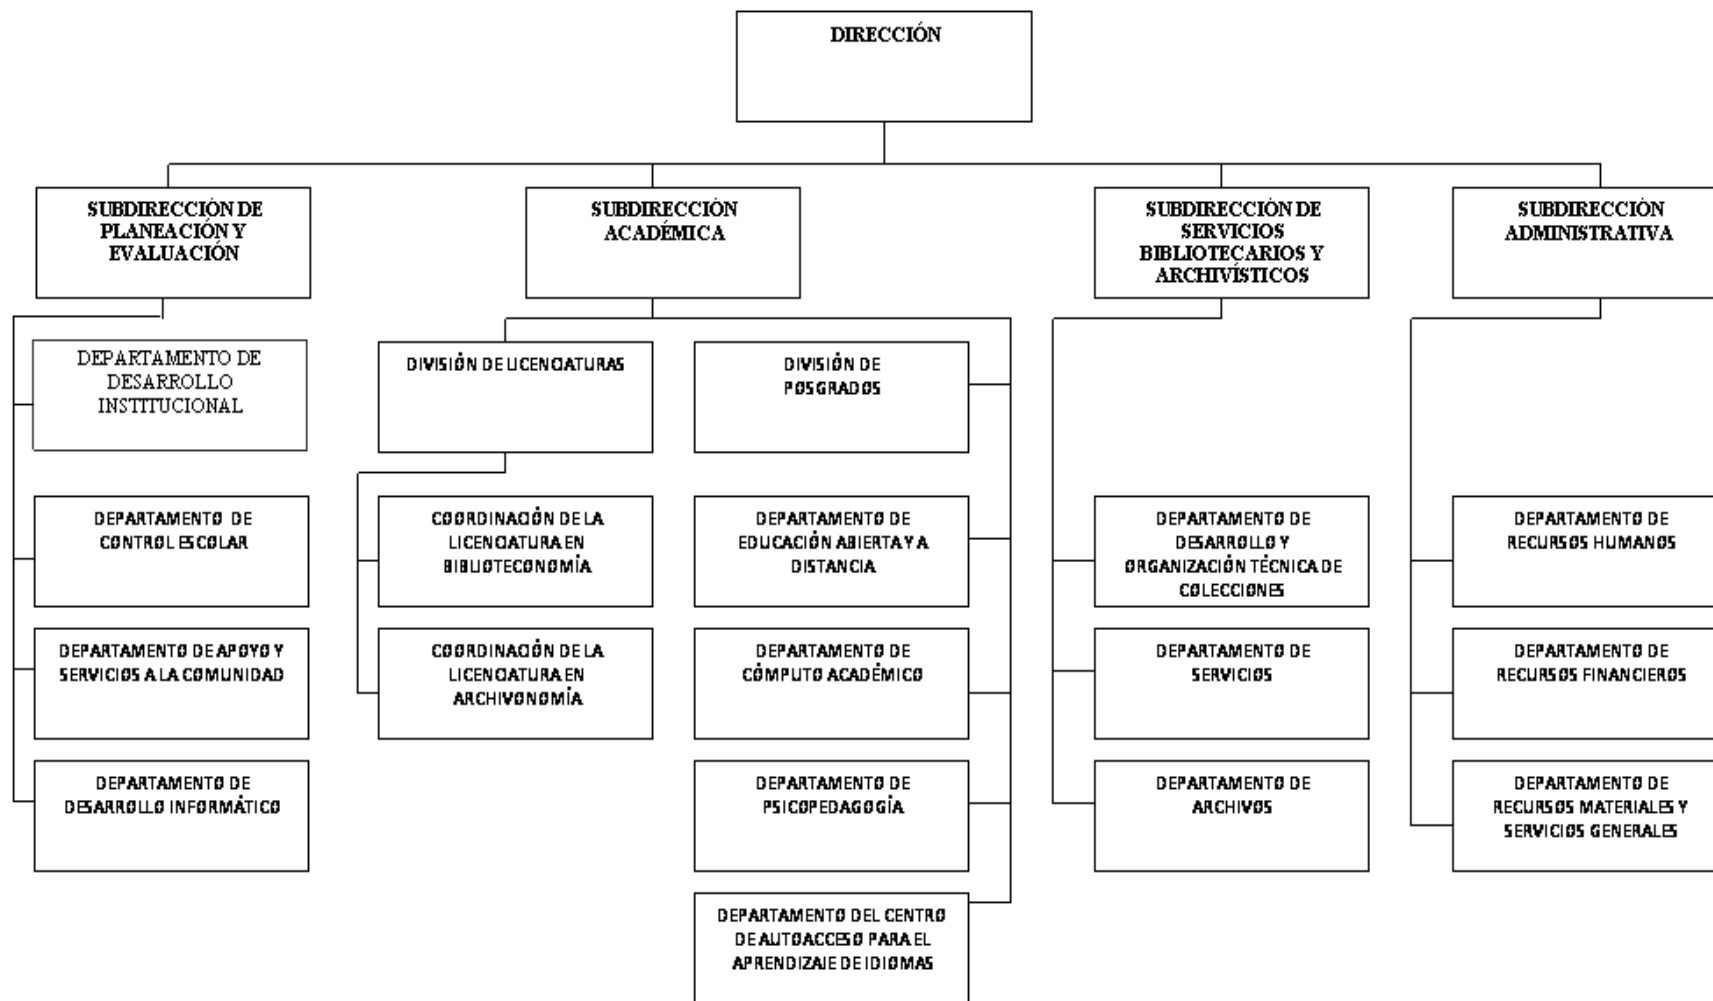 DIRECCIÓN
SUBDIRECCIÓN DE
PLANEACIÓN Y
EVALUACIÓN
SUBDIRECCIÓN
ACADÉMICA
SUBDIRECCIÓN DE
SERVICIOS
BIBLIOTECARIOS Y
ARCHIVÍSTICOS
SUBDIRECCIÓN
ADMINISTRATIVA
DEPARTAMENTO DE
DESARROLLO
INSTITUCIONAL
DIVISIÓN DE LICENCIATURAS
DIVISIÓN DE
POSGRADOS
DEPARTAMENTO DE
CONTROL ESCOLAR
COORDINACIÓN DE LA
LICENCIATURA EN
BIBLIOTECONOMÍA
DEPARTAMENTO DE
EDUCACIÓN ABIERTA Y A
DISTANCIA
DEPARTAMENTO DE
DESARROLLO Y
ORGANIZACIÓN TÉCNICA DE
COLECCIONES
DEPARTAMENTO DE
RECURSOS HUMANOS
DEPARTAMENTO DE APOYO Y
SERVICIOS A LA COMUNIDAD
COORDINACIÓN DE LA
LICENCIATURA EN
ARCHIVONOMÍA
DEPARTAMENTO DE
CÓMPUTO ACADÉMICO
DEPARTAMENTO DE
SERVICIOS
DEPARTAMENTO DE
RECURSOS FINANCIEROS
DEPARTAMENTO DE
DESARROLLO INFORMÁTICO
DEPARTAMENTO DE
PSICOPEDAGOGÍA
DEPARTAMENTO DE
ARCHIVOS
DEPARTAMENTO DE
RECURSOS MATERIALES Y
SERVICIOS GENERALES
DEPARTAMENTO DEL CENTRO
DE AUTOACCESO PARA EL
APRENDIZAJE DE IDIOMAS